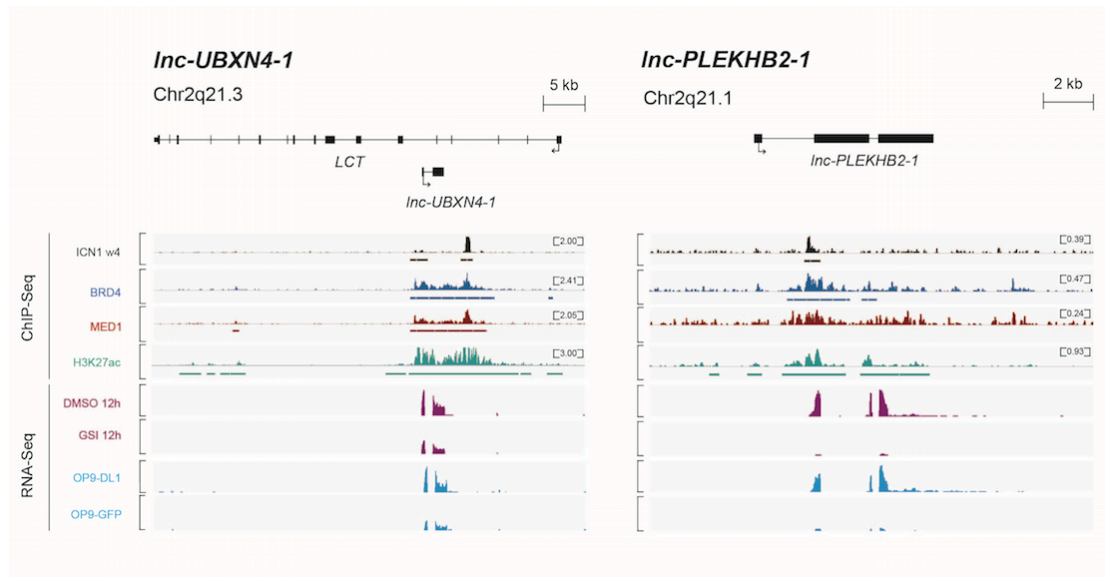 lnc-UBXN4-1
Chr2q21.3
5 kb
LCT
lnc-UBXN4-1
lnc-PLEKHB2-1
Chr2q21.1
2 kb
lnc-PLEKHB2-1
ChIP-Seq
ICN1 w4
[2.00]
[0.39]
BRD4
[2.41]
[0.47]
MED1
[2.05]
[0.24]
H3K27ac
[3.00]
[0.93]
RNA-Seq
DMSO 12h
GSI 12h
OP9-DL1
OP9-GFP